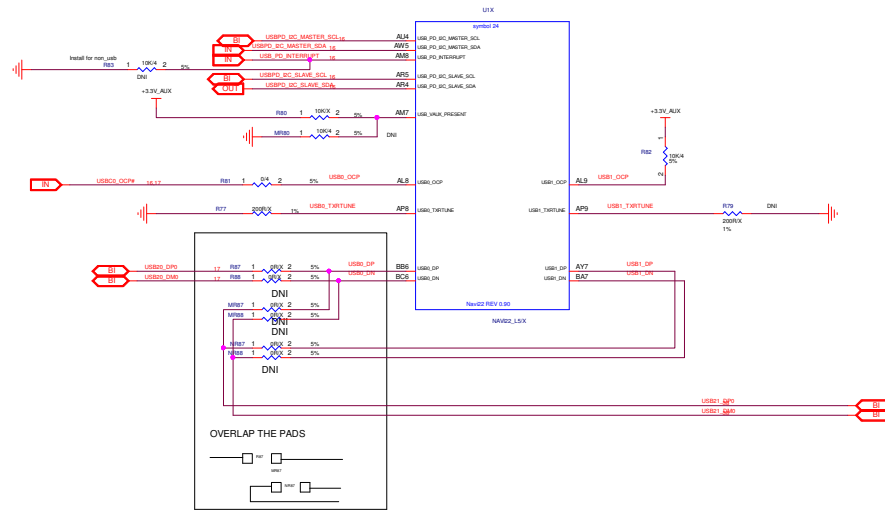 U1X
symbol 24
BI USBPD_I2C_MASTER_SCL 16 AU4 USB_PD_I2C_MASTER_SCL
IN USBPD_I2C_MASTER_SDA 16 AW5 USB_PD_I2C_MASTER_SDA
IN USB_PD_INTERRUPT 16 AM8 USB_PD_INTERRUPT
Install for non_usb
R83 1 10K/4 2 5%
DNI
BI USBPD_I2C_SLAVE_SCL 16 AR5 USB_PD_I2C_SLAVE_SCL
OUT USBPD_I2C_SLAVE_SDA 16 AR4 USB_PD_I2C_SLAVE_SDA
+3.3V_AUX
R80 1 10K/X 2 5% AM7 USB_VAUX_PRESENT
MR80 1 10K/4 2 5% DNI
+3.3V_AUX
1
R82 10K/4
5%
2
IN USBC0_OCP# 16,17 R81 1 0/4 2 5% USB0_OCP AL8 USB0_OCP USB1_OCP AL9 USB1_OCP
R77 200R/X 1% USB0_TXRTUNE AP8 USB0_TXRTUNE USB1_TXRTUNE AP9 USB1_TXRTUNE R79 DNI
200R/X
1%
BI USB20_DP0 17 R87 1 0R/X 2 5% USB0_DP BB6 USB0_DP USB1_DP AY7 USB1_DP
BI USB20_DM0 17 R88 1 0R/X 2 5% USB0_DN BC6 USB0_DN USB1_DN BA7 USB1_DN
DNI
MR87 1 0R/X 2 5%
MR88 1 0R/X 2 5%
DNI
DNI
Navi22 REV 0.90
NAVI22_L5/X
NR87 1 0R/X 2 5%
NR88 1 0R/X 2 5%
DNI
USB21_DP0 BI
USB21_DM0 BI
OVERLAP THE PADS
R87
MR87
NR87